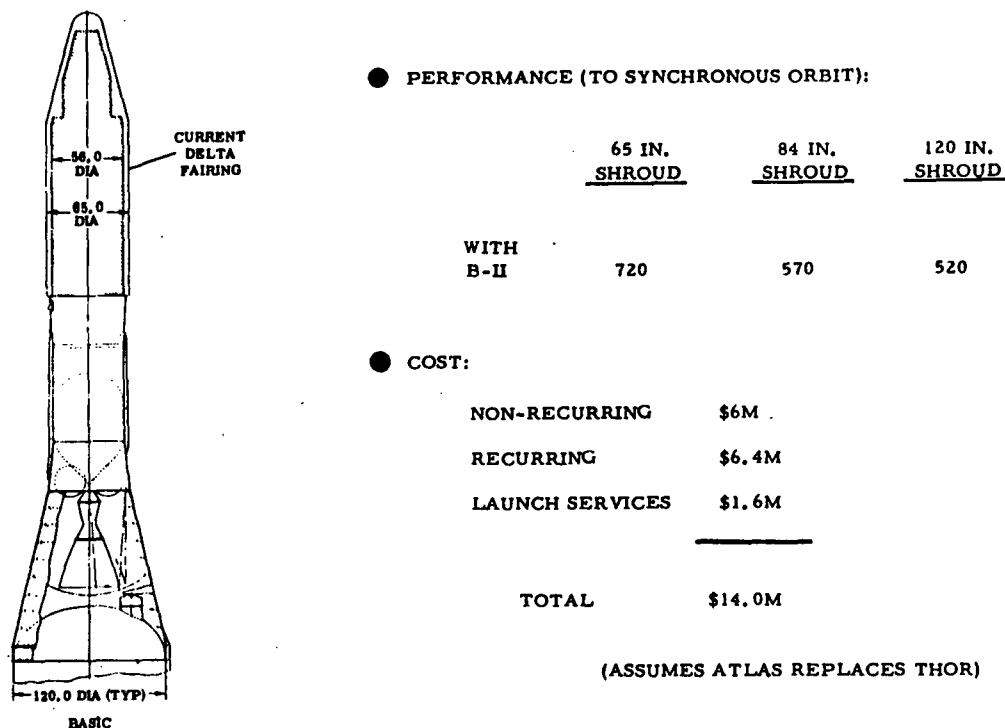 CURRENT
DELTA
FAIRING
56.0
DIA
65.0
DIA
120.0 DIA (TYP)
BASIC
● PERFORMANCE (TO SYNCHRONOUS ORBIT):
65 IN. 84 IN. 120 IN.
SHROUD SHROUD SHROUD
WITH
B-II 720 570 520
● COST:
NON-RECURRING $6M
RECURRING $6.4M
LAUNCH SERVICES $1.6M
TOTAL $14.0M
(ASSUMES ATLAS REPLACES THOR)